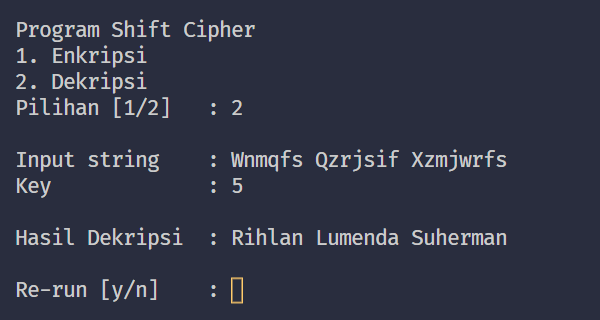 Program Shift Cipher
1. Enkripsi
2. Dekripsi
Pilihan [1/2]   : 2
Input string    : Wnmqfs Qzrjsif Xzmjwrfs
Key             : 5
Hasil Dekripsi  : Rihlan Lumenda Suherman
Re-run [y/n]    :